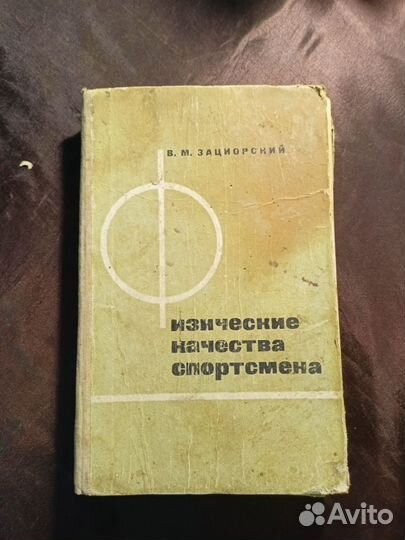 В. М. ЗАЦИОРСКИЙ
Физические
качества
спортсмена
Avito